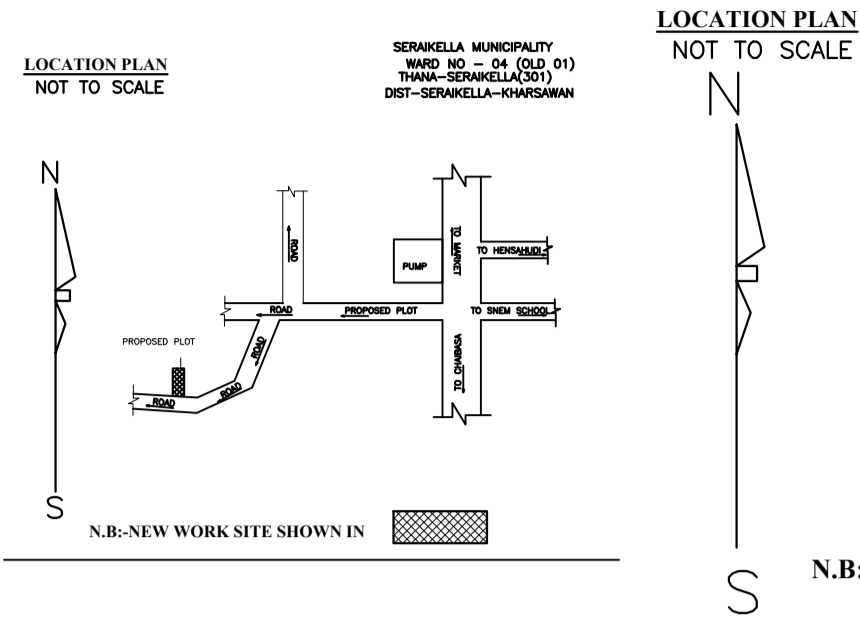 LOCATION PLAN
NOT TO SCALE
SERAIKELLA MUNICIPALITY
WARD NO - 04 (OLD 01)
THANA-SERAIKELLA(301)
DIST-SERAIKELLA-KHARSAWAN
LOCATION PLAN
NOT TO SCALE
N
N
ROAD
TO MARKET
PUMP
TO HENSAHUDI
ROAD
PROPOSED PLOT
TO SNEM SCHOOL
PROPOSED PLOT
ROAD
TO CHAIBASA
ROAD
ROAD
S
N.B:-NEW WORK SITE SHOWN IN
N.B:
S